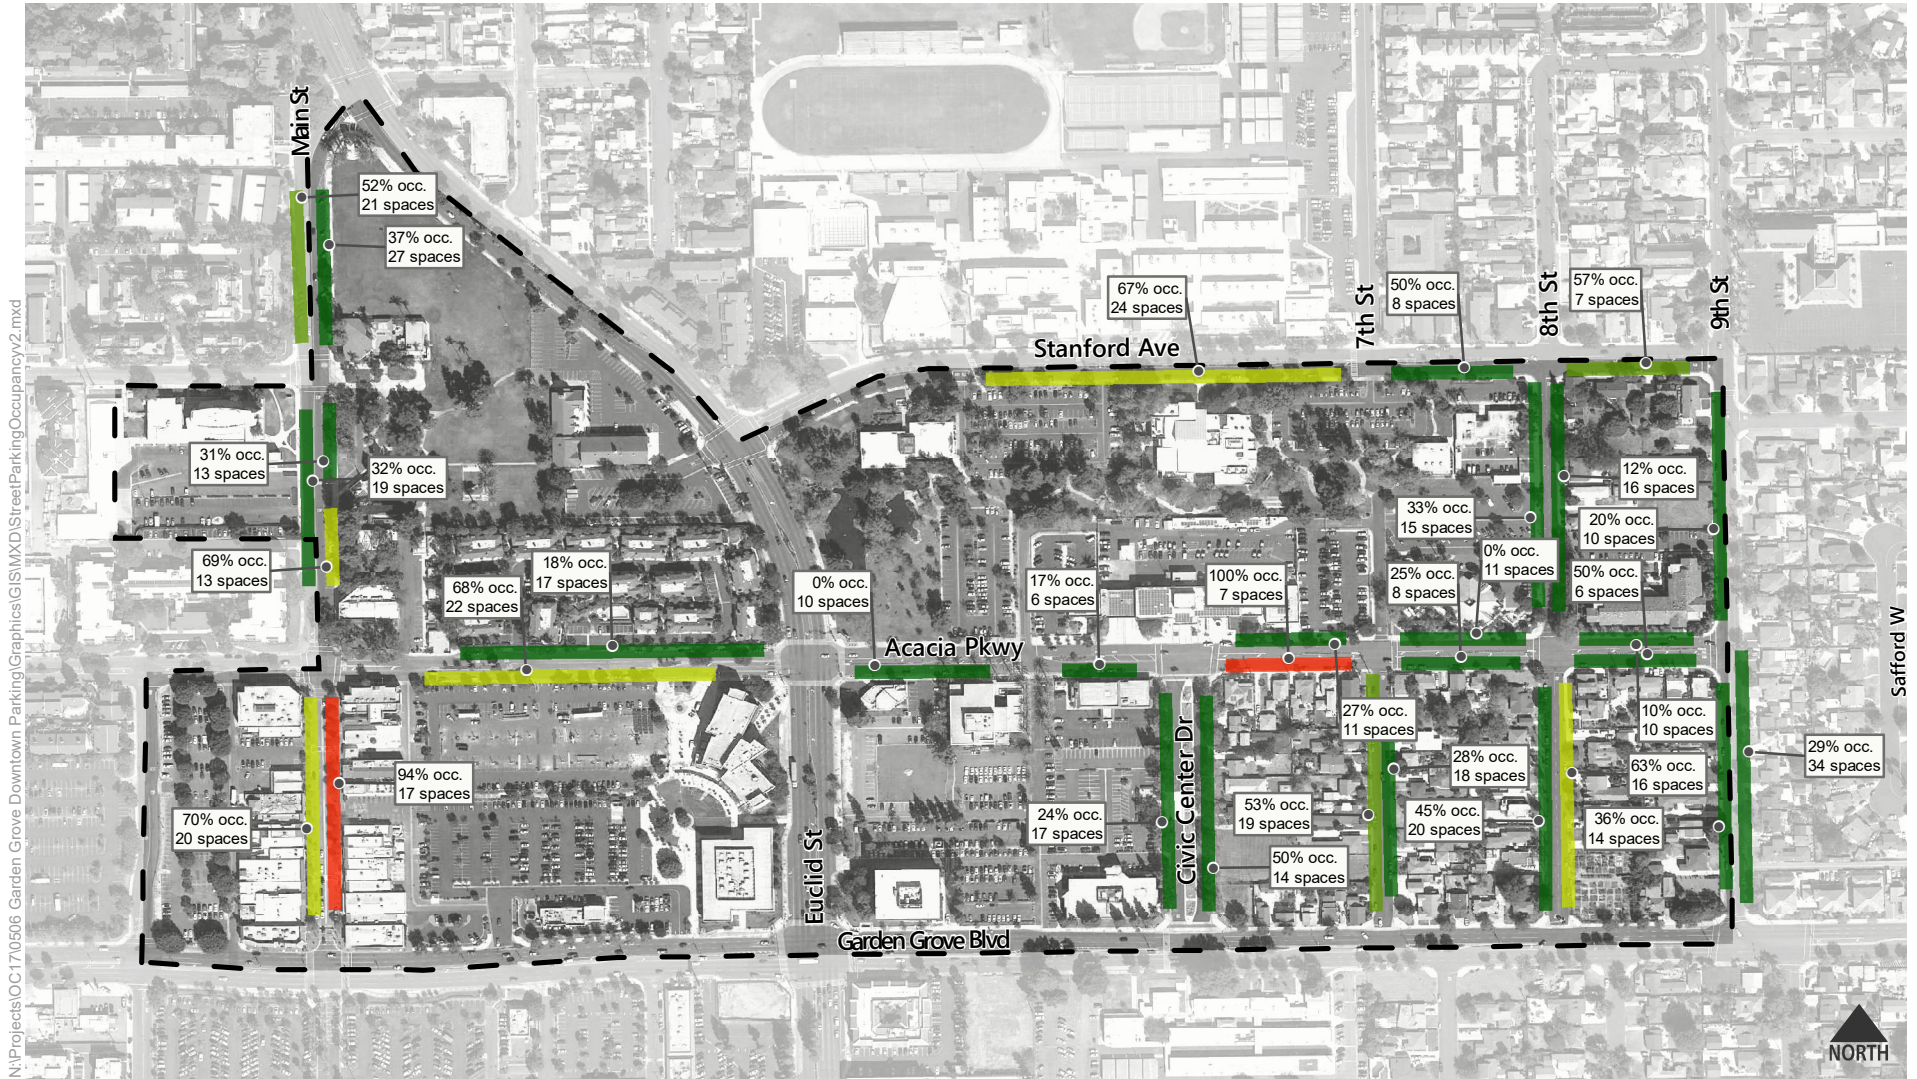 Main St
52% occ.
21 spaces
37% occ.
27 spaces
67% occ.
24 spaces
7th St
50% occ.
8 spaces
8th St
57% occ.
7 spaces
9th St
Stanford Ave
31% occ.
13 spaces
32% occ.
19 spaces
12% occ.
16 spaces
33% occ.
15 spaces
20% occ.
10 spaces
69% occ.
13 spaces
68% occ.
22 spaces
18% occ.
17 spaces
0% occ.
10 spaces
17% occ.
6 spaces
100% occ.
7 spaces
25% occ.
8 spaces
0% occ.
11 spaces
50% occ.
6 spaces
Acacia Pkwy
Safford W
27% occ.
11 spaces
10% occ.
10 spaces
29% occ.
34 spaces
94% occ.
17 spaces
28% occ.
18 spaces
63% occ.
16 spaces
70% occ.
20 spaces
24% occ.
17 spaces
Civic Center Dr
53% occ.
19 spaces
45% occ.
20 spaces
36% occ.
14 spaces
50% occ.
14 spaces
Euclid St
Garden Grove Blvd
NORTH
N:\Projects\OC17\0506 Garden Grove Downtown Parking\Graphics\GIS\MXD\StreetParkingOccupancyv2.mxd